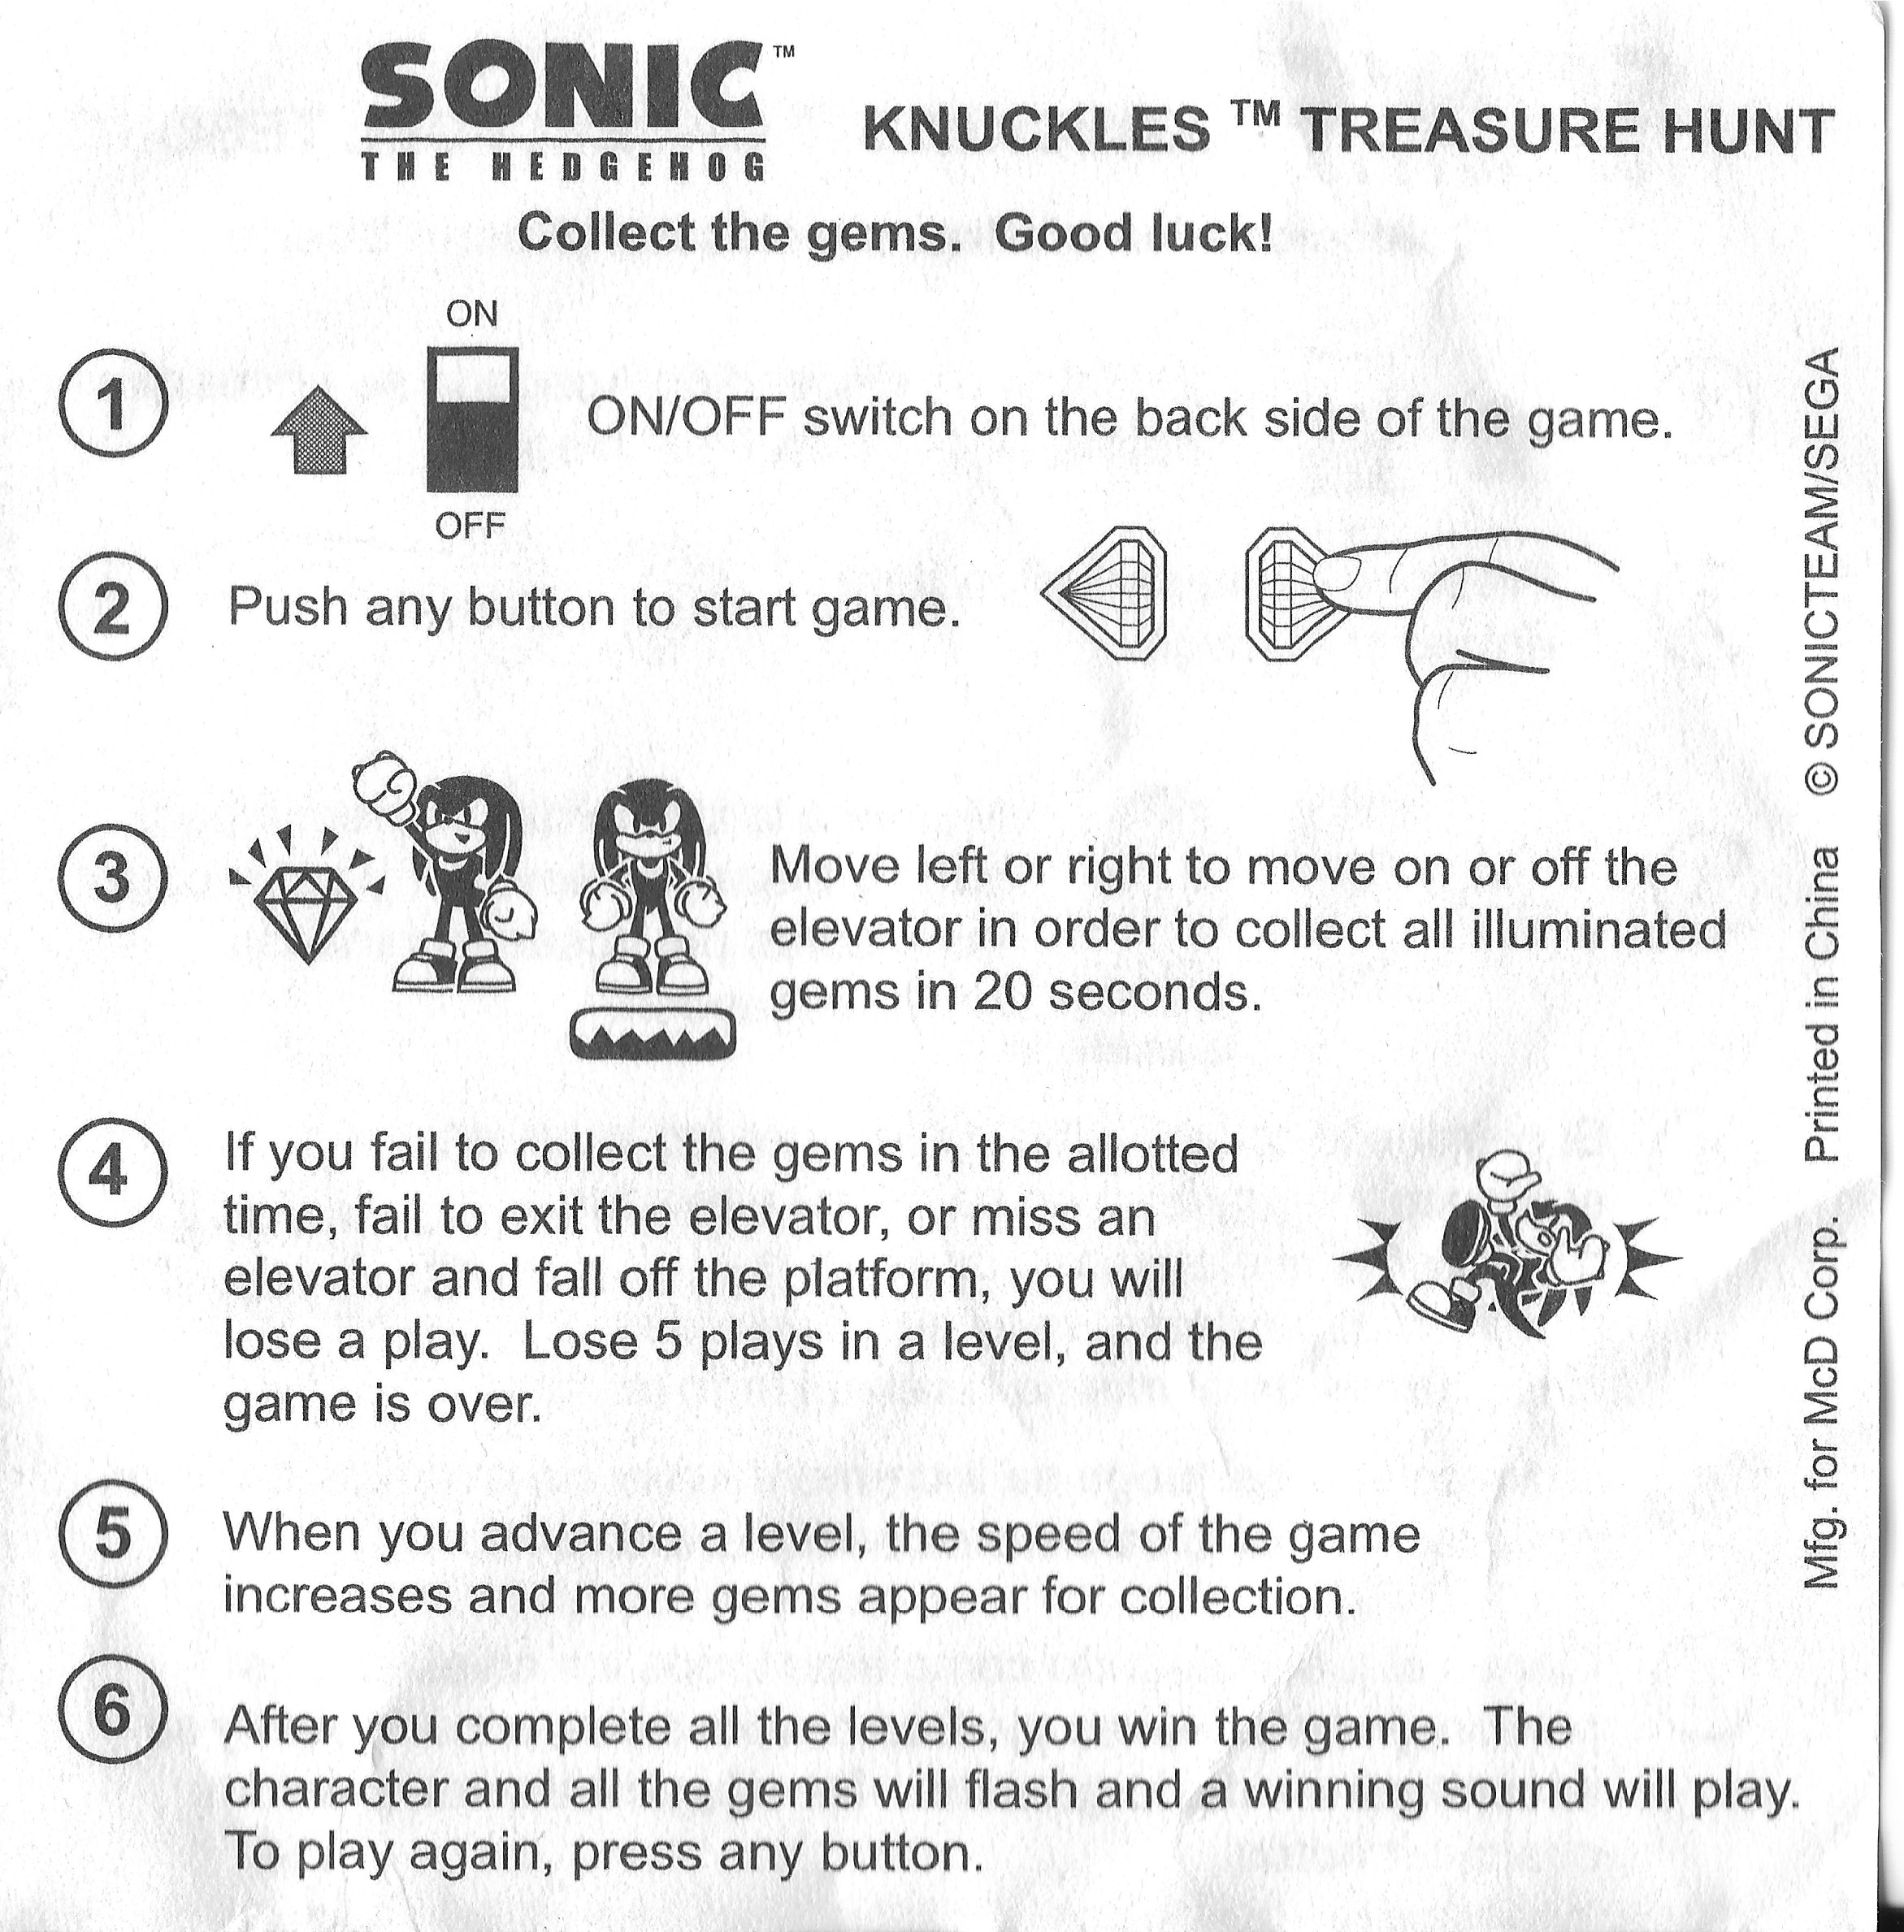 SONIC™
THE HEDGEHOG
KNUCKLES ™ TREASURE HUNT
Collect the gems.  Good luck!
1
ON
OFF
ON/OFF switch on the back side of the game.
2
Push any button to start game.
3
Move left or right to move on or off the
elevator in order to collect all illuminated
gems in 20 seconds.
4
If you fail to collect the gems in the allotted
time, fail to exit the elevator, or miss an
elevator and fall off the platform, you will
lose a play.  Lose 5 plays in a level, and the
game is over.
5
When you advance a level, the speed of the game
increases and more gems appear for collection.
6
After you complete all the levels, you win the game.  The
character and all the gems will flash and a winning sound will play.
To play again, press any button.
Mfg. for McD Corp.   Printed in China   © SONICTEAM/SEGA